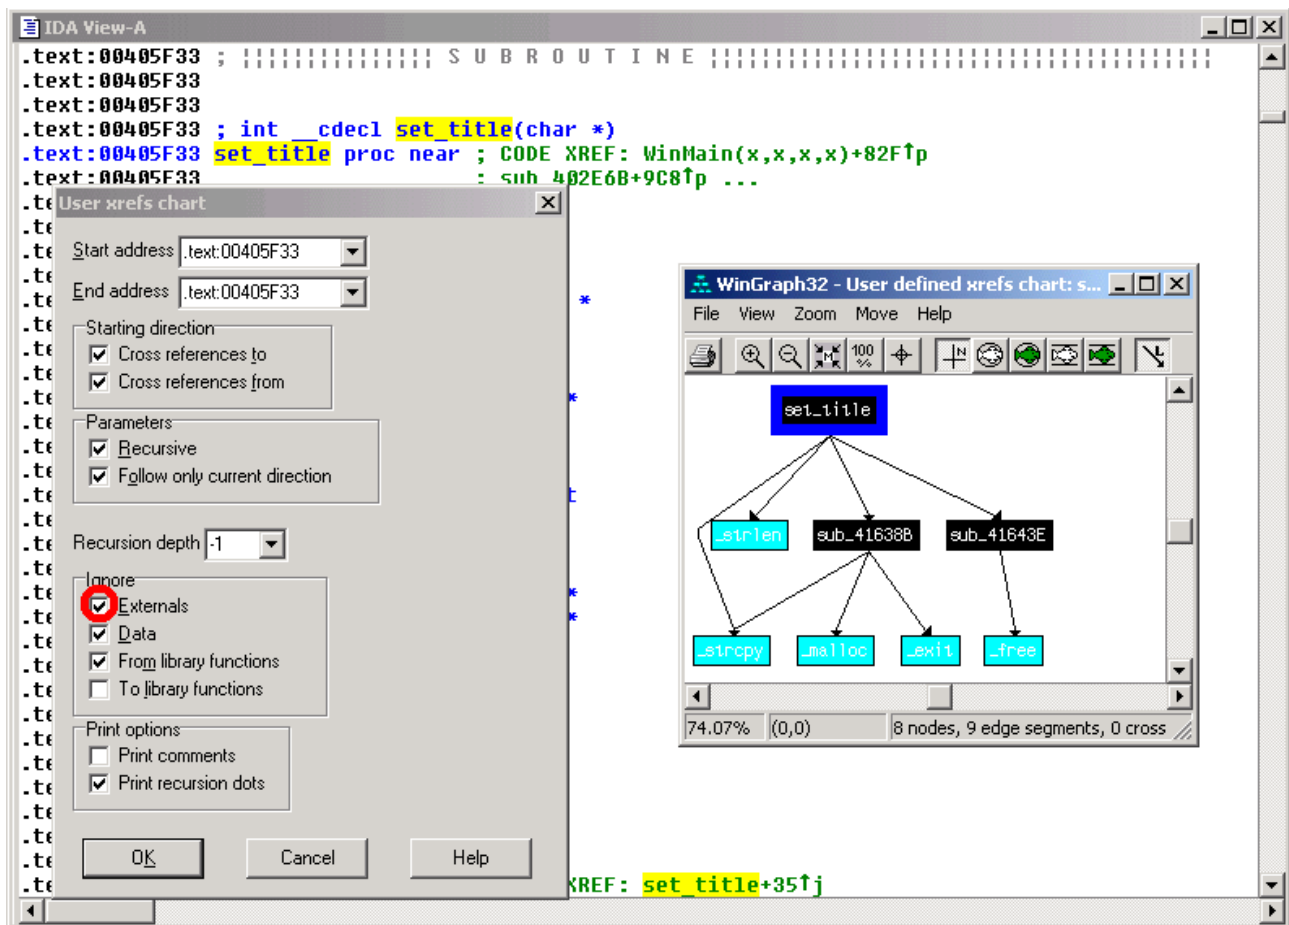 IDA View-A
.text:00405F33 ; ¦¦¦¦¦¦¦¦¦¦¦¦¦¦¦ S U B R O U T I N E ¦¦¦¦¦¦¦¦¦¦¦¦¦¦¦¦¦¦¦¦¦¦¦¦¦¦¦¦¦¦¦¦¦¦¦¦¦¦¦
.text:00405F33
.text:00405F33
.text:00405F33 ; int __cdecl set_title(char *)
.text:00405F33 set_title proc near ; CODE XREF: WinMain(x,x,x,x)+82F↑p
.text:00405F33 ; sub_402E6B+9C8↑p ...
User xrefs chart
Start address .text:00405F33
End address .text:00405F33
Starting direction
Cross references to
Cross references from
Parameters
Recursive
Follow only current direction
Recursion depth -1
Ignore
Externals
Data
From library functions
To library functions
Print options
Print comments
Print recursion dots
OK Cancel Help
XREF: set_title+35↑j
WinGraph32 - User defined xrefs chart: s...
File View Zoom Move Help
100
%
N
M
set_title
_strlen sub_41638B sub_41643E
_strcpy _malloc _exit _free
74.07% (0,0) 8 nodes, 9 edge segments, 0 cross